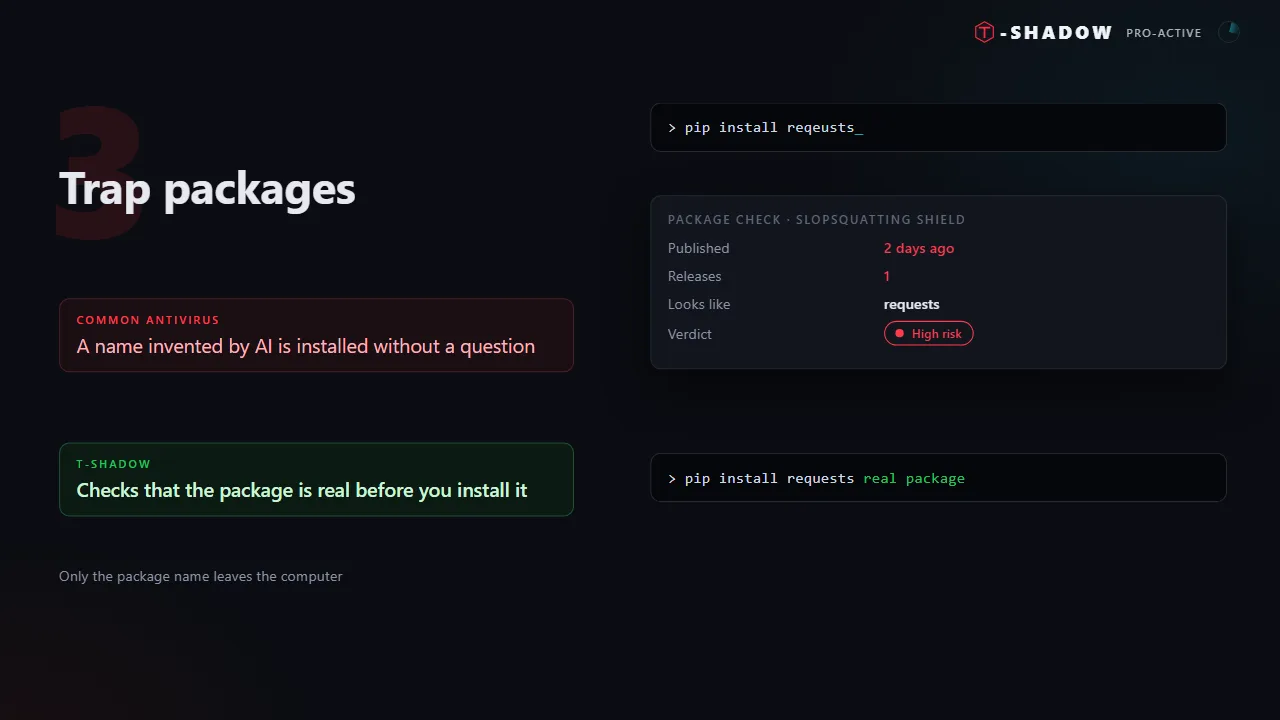 T-SHADOW PRO-ACTIVE
3
Trap packages
COMMON ANTIVIRUS
A name invented by AI is installed without a question
T-SHADOW
Checks that the package is real before you install it
Only the package name leaves the computer
> pip install reqeusts_
PACKAGE CHECK · SLOPSQUATTING SHIELD
Published 2 days ago
Releases 1
Looks like requests
Verdict High risk
> pip install requests real package